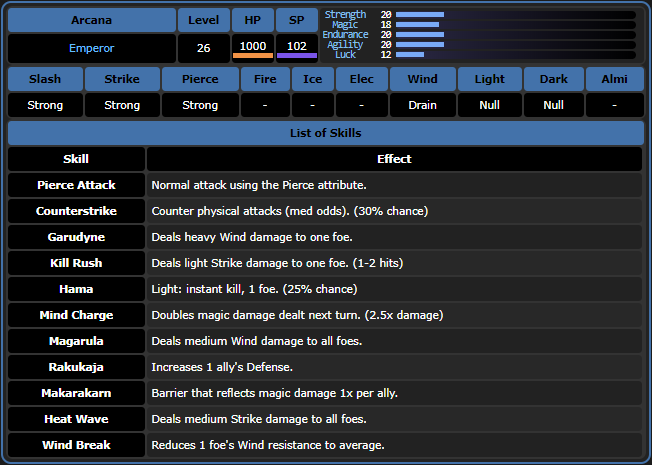 Arcana Level HP SP
Emperor 26 1000 102
Strength 20
Magic 18
Endurance 20
Agility 20
Luck 12
Slash Strike Pierce Fire Ice Elec Wind Light Dark Almi
Strong Strong Strong - - - Drain Null Null -
List of Skills
Skill Effect
Pierce Attack Normal attack using the Pierce attribute.
Counterstrike Counter physical attacks (med odds). (30% chance)
Garudyne Deals heavy Wind damage to one foe.
Kill Rush Deals light Strike damage to one foe. (1-2 hits)
Hama Light: instant kill, 1 foe. (25% chance)
Mind Charge Doubles magic damage dealt next turn. (2.5x damage)
Magarula Deals medium Wind damage to all foes.
Rakukaja Increases 1 ally's Defense.
Makarakarn Barrier that reflects magic damage 1x per ally.
Heat Wave Deals medium Strike damage to all foes.
Wind Break Reduces 1 foe's Wind resistance to average.